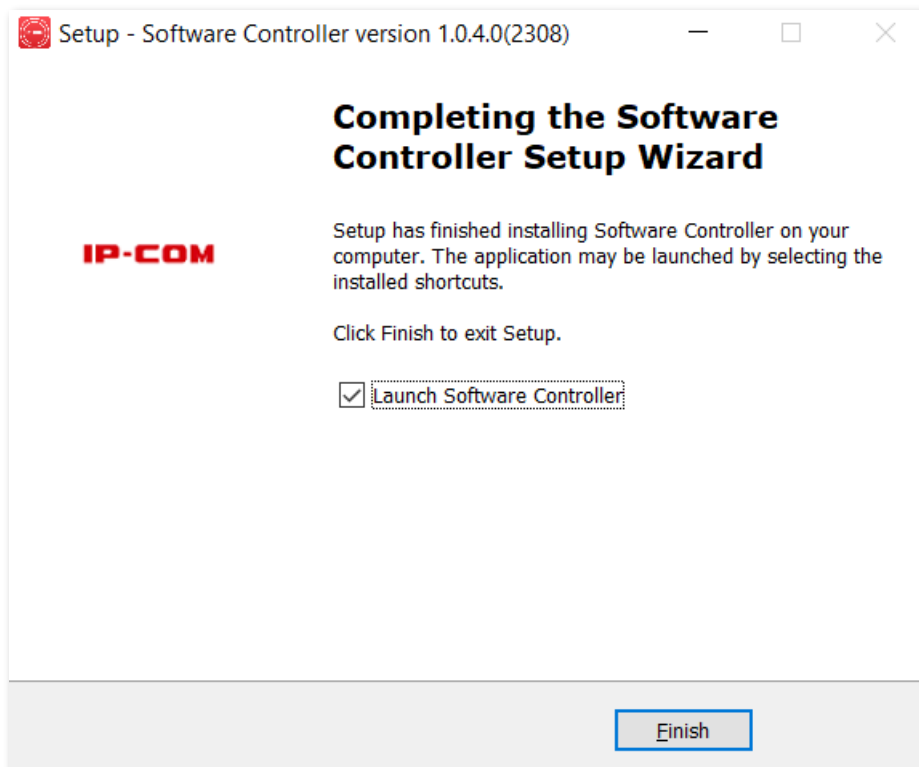 Setup - Software Controller version 1.0.4.0(2308)
Completing the Software
Controller Setup Wizard
IP-COM
Setup has finished installing Software Controller on your
computer. The application may be launched by selecting the
installed shortcuts.
Click Finish to exit Setup.
Launch Software Controller
Finish